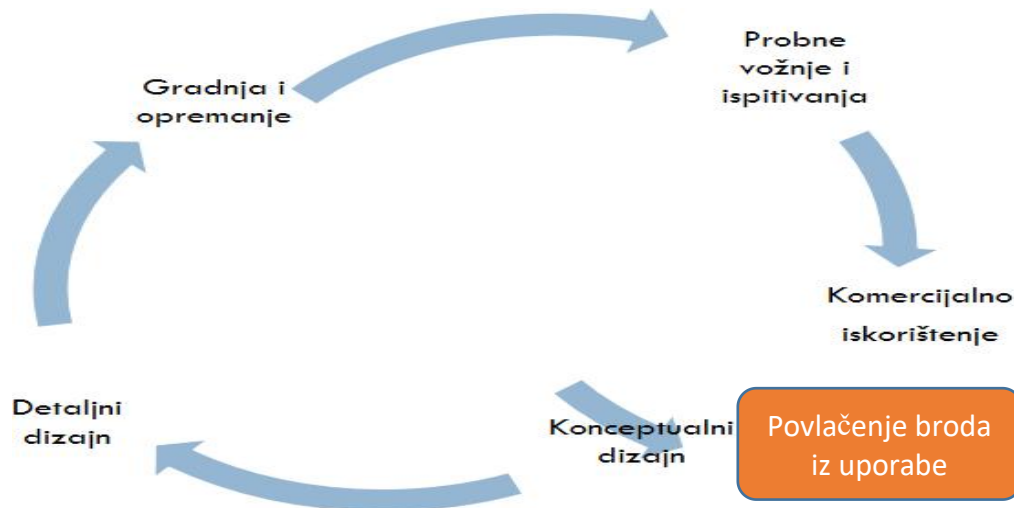 Probne
vožnje i
ispitivanja
Gradnja i
opremanje
Komercijalno
iskorištenje
Detaljni
dizajn
Konceptualni
dizajn
Povlačenje broda
iz uporabe